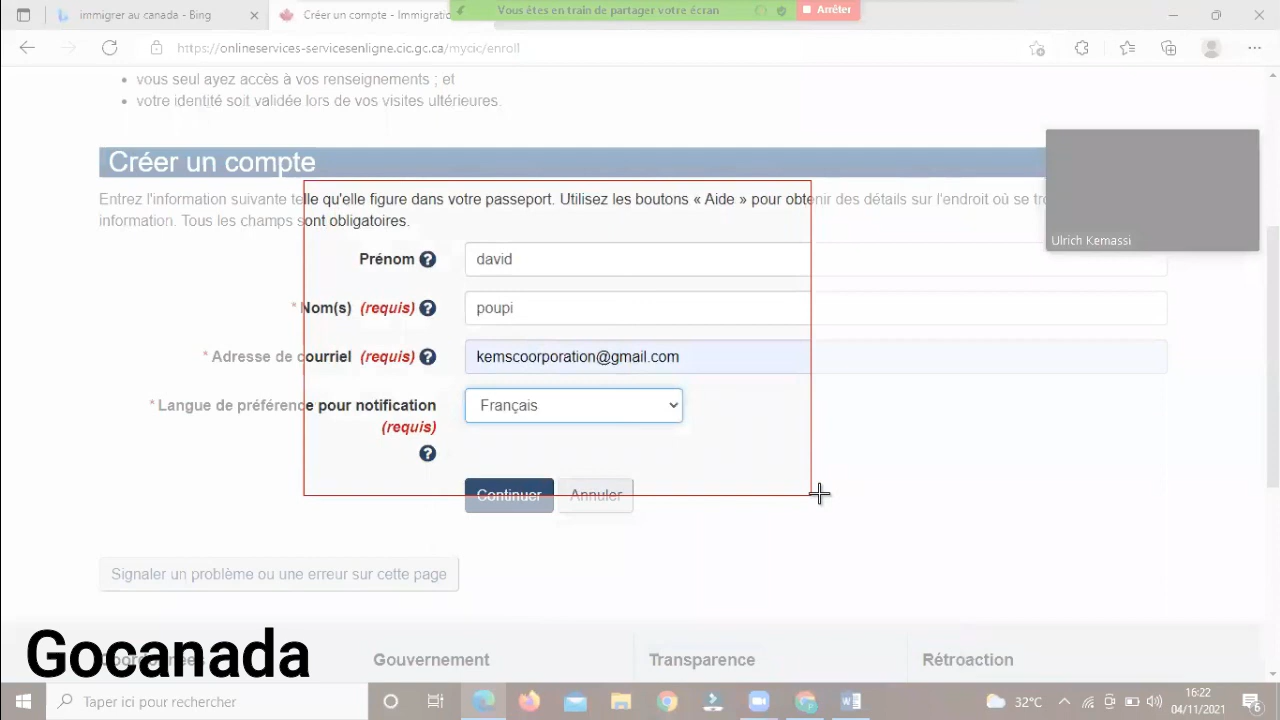 immigrer au canada - Bing
Créer un compte - Immigratio
Vous êtes en train de partager votre écran
Arrêter
https://onlineservices-servicesenligne.cic.gc.ca/mycic/enroll
vous seul ayez accès à vos renseignements ; et
votre identité soit validée lors de vos visites ultérieures.
Créer un compte
Entrez l'information suivante telle qu'elle figure dans votre passeport. Utilisez les boutons « Aide » pour obtenir des détails sur l'endroit où se tro
information. Tous les champs sont obligatoires.
Ulrich Kemassi
Prénom david
* Nom(s) (requis) poupi
* Adresse de courriel (requis) kemscoorporation@gmail.com
* Langue de préférence pour notification Français
(requis)
Continuer Annuler
Signaler un problème ou une erreur sur cette page
Gocanada
Coordonnées Gouvernement Transparence Rétroaction
Taper ici pour rechercher
32°C
16:22
04/11/2021
6